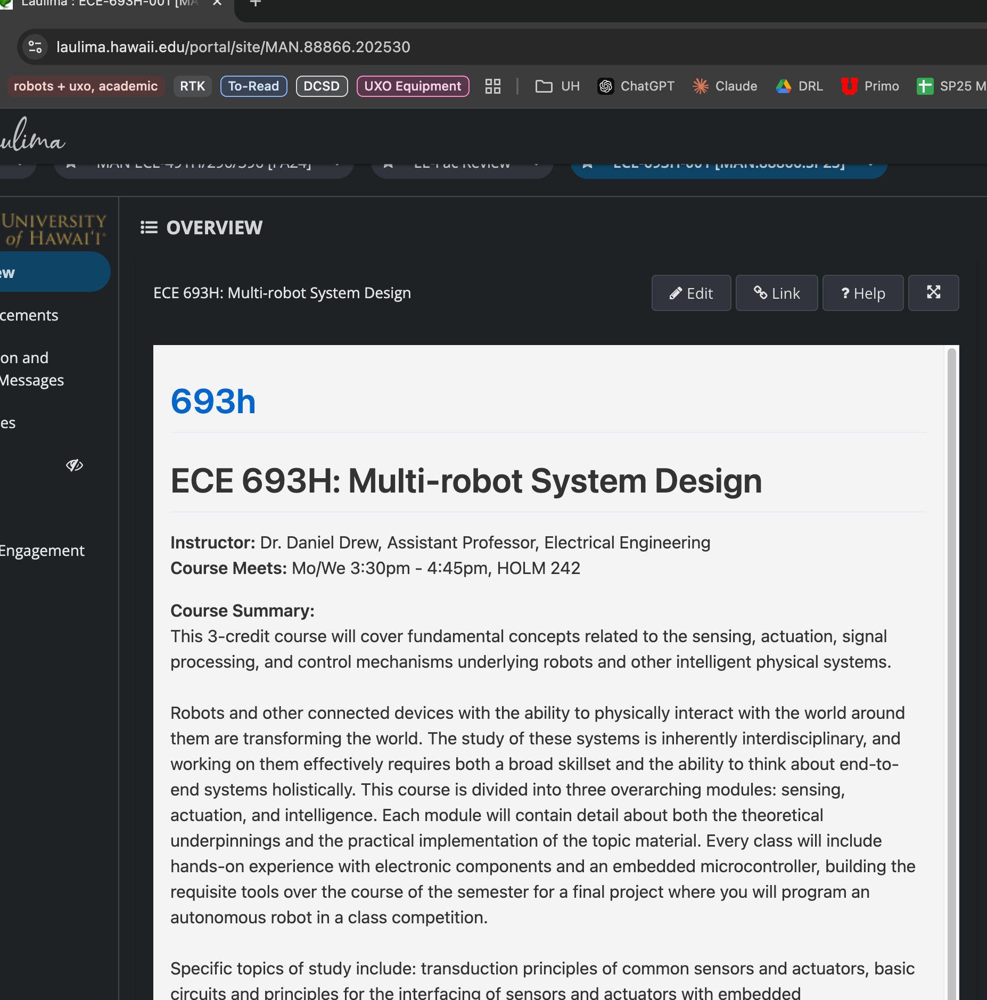 Laulima : ECE-693H-001 [MA
laulima.hawaii.edu/portal/site/MAN.88866.202530
robots + uxo, academic RTK To-Read DCSD UXO Equipment UH ChatGPT Claude DRL Primo SP25 M
ulima
MAN ECE-491H/296/396 [FA24] EE-Fac Review ECE-693H-001 [MAN.88866.SP25]
UNIVERSITY
of HAWAIʻI®
OVERVIEW
ew
ECE 693H: Multi-robot System Design Edit Link ? Help
cements
on and
Messages
es
Engagement
693h
ECE 693H: Multi-robot System Design
Instructor: Dr. Daniel Drew, Assistant Professor, Electrical Engineering
Course Meets: Mo/We 3:30pm - 4:45pm, HOLM 242
Course Summary:
This 3-credit course will cover fundamental concepts related to the sensing, actuation, signal
processing, and control mechanisms underlying robots and other intelligent physical systems.
Robots and other connected devices with the ability to physically interact with the world around
them are transforming the world. The study of these systems is inherently interdisciplinary, and
working on them effectively requires both a broad skillset and the ability to think about end-to-
end systems holistically. This course is divided into three overarching modules: sensing,
actuation, and intelligence. Each module will contain detail about both the theoretical
underpinnings and the practical implementation of the topic material. Every class will include
hands-on experience with electronic components and an embedded microcontroller, building the
requisite tools over the course of the semester for a final project where you will program an
autonomous robot in a class competition.
Specific topics of study include: transduction principles of common sensors and actuators, basic
circuits and principles for the interfacing of sensors and actuators with embedded